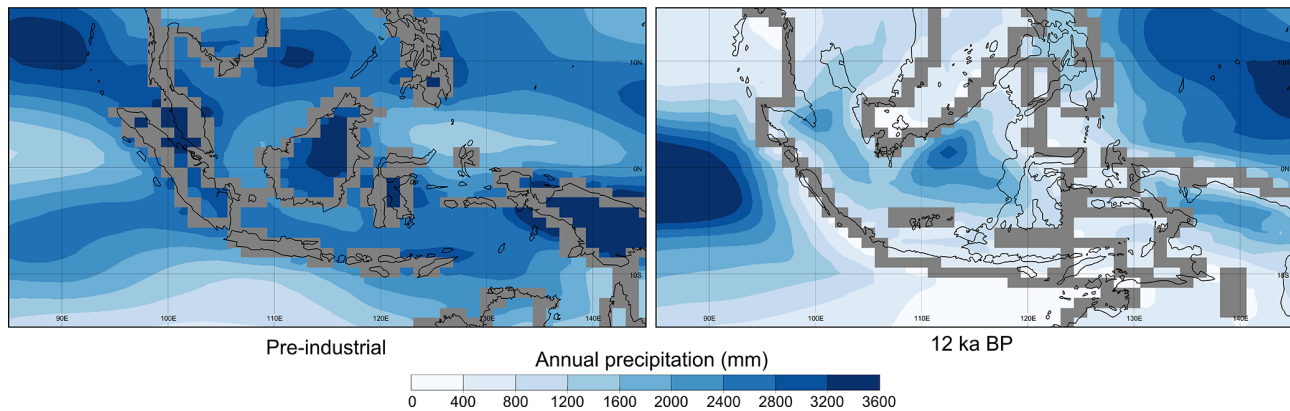 10N
0N
10S
90E 100E 110E 120E 130E 140E
10N
0N
10S
90E 100E 110E 120E 130E 140E
Pre-industrial
12 ka BP
Annual precipitation (mm)
0 400 800 1200 1600 2000 2400 2800 3200 3600